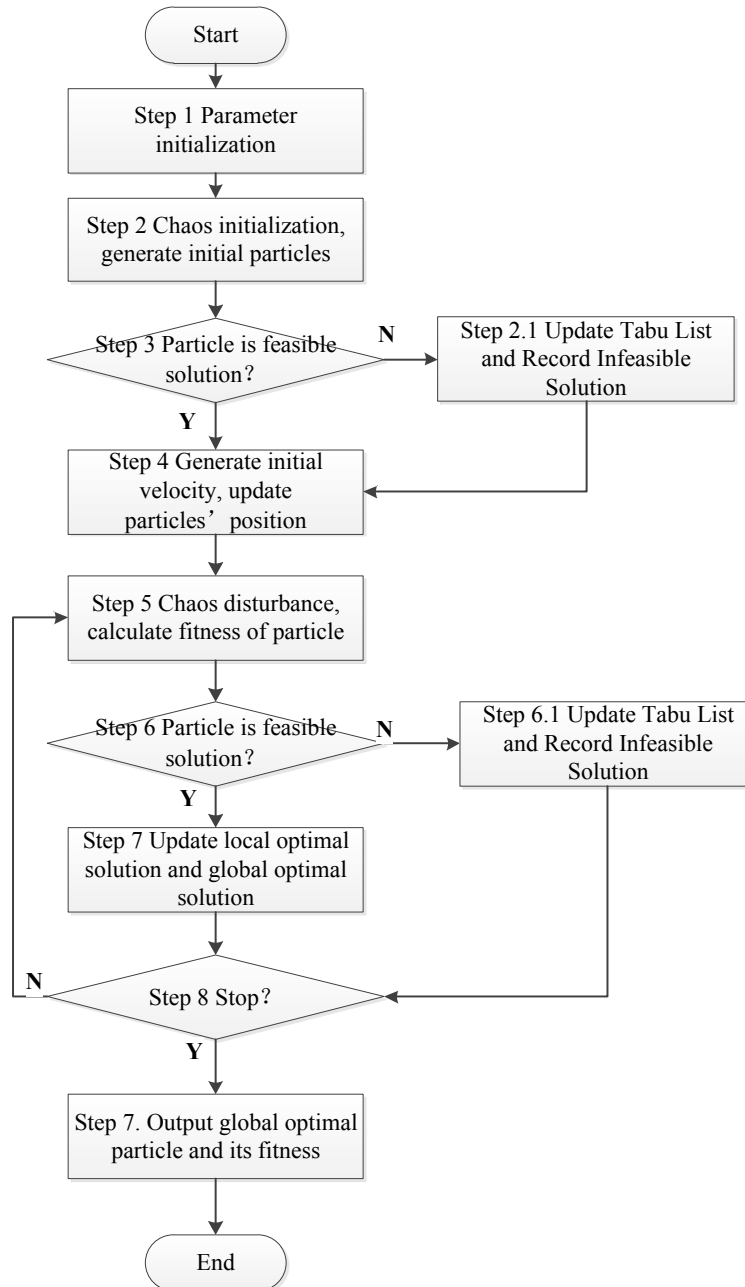 Start
Step 1 Parameter
initialization
Step 2 Chaos initialization,
generate initial particles
Step 3 Particle is feasible
solution？
N
Step 2.1 Update Tabu List
and Record Infeasible
Solution
Y
Step 4 Generate initial
velocity, update
particles’ position
Step 5 Chaos disturbance,
calculate fitness of particle
Step 6 Particle is feasible
solution？
N
Step 6.1 Update Tabu List
and Record Infeasible
Solution
Y
Step 7 Update local optimal
solution and global optimal
solution
N
Step 8 Stop？
Y
Step 7. Output global optimal
particle and its fitness
End